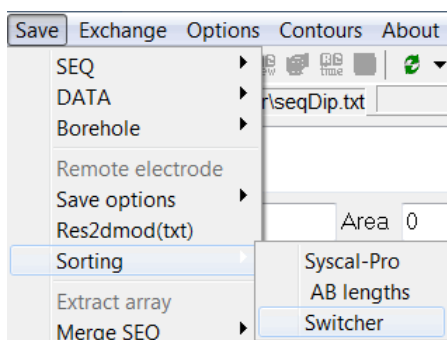 Save Exchange Options Contours About
SEQ
DATA r\seqDip.txt
Borehole
Remote electrode
Save options
Res2dmod(txt) Area 0
Sorting Syscal-Pro
AB lengths
Extract array Switcher
Merge SEQ